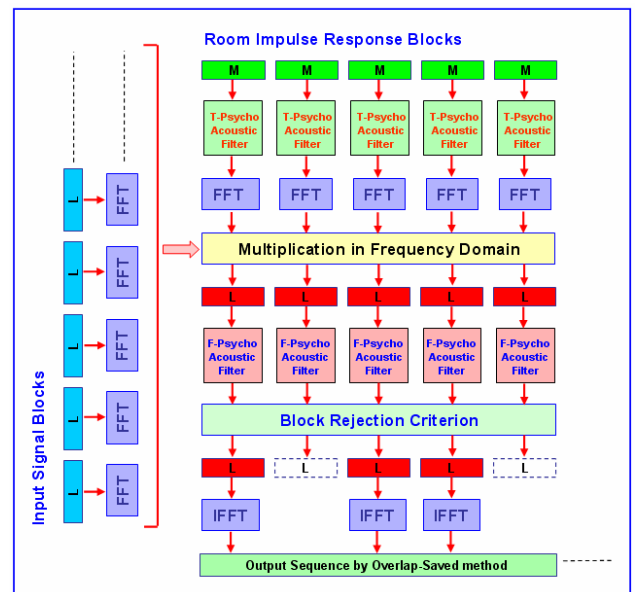 Room Impulse Response Blocks
M M M M M
T-Psycho T-Psycho T-Psycho T-Psycho T-Psycho
Acoustic Acoustic Acoustic Acoustic Acoustic
Filter Filter Filter Filter Filter
FFT FFT FFT FFT FFT
Multiplication in Frequency Domain
L L L L L
F-Psycho F-Psycho F-Psycho F-Psycho F-Psycho
Acoustic Acoustic Acoustic Acoustic Acoustic
Filter Filter Filter Filter Filter
Block Rejection Criterion
L L L L L
IFFT IFFT IFFT
Output Sequence by Overlap-Saved method
Input Signal Blocks
L FFT
L FFT
L FFT
L FFT
L FFT